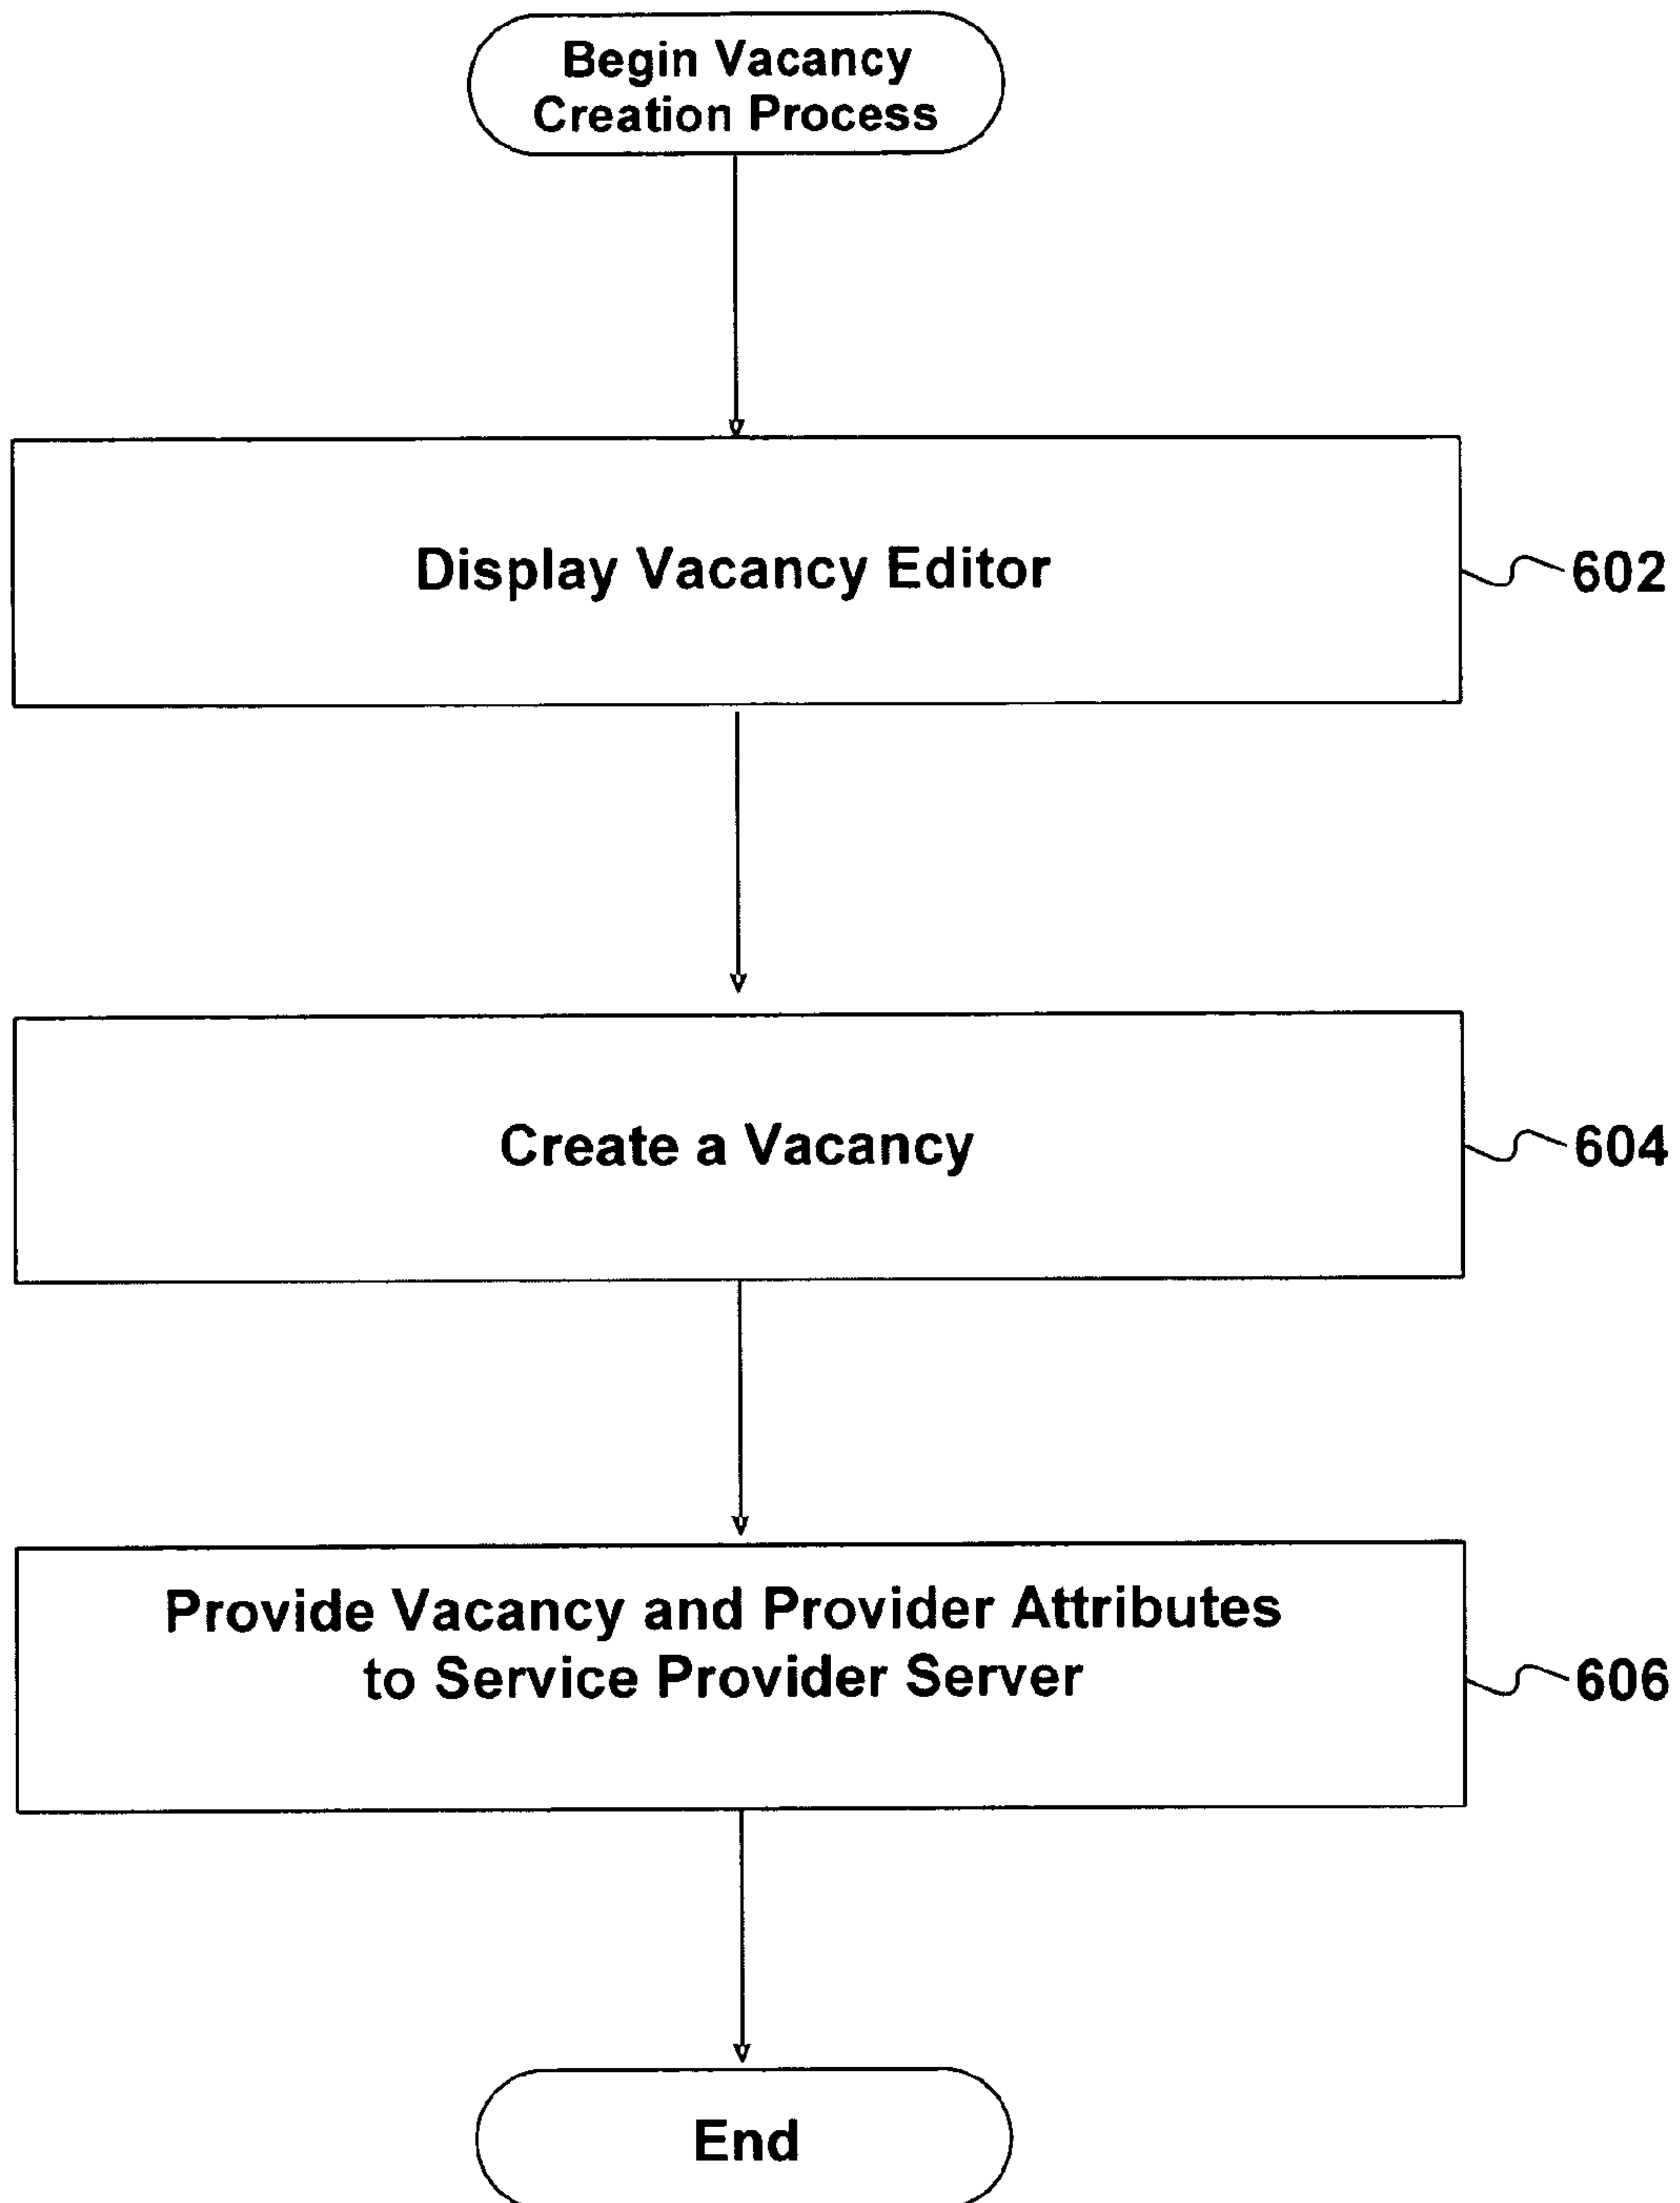 Begin Vacancy
Creation Process
Display Vacancy Editor
602
Create a Vacancy
604
Provide Vacancy and Provider Attributes
to Service Provider Server
606
End